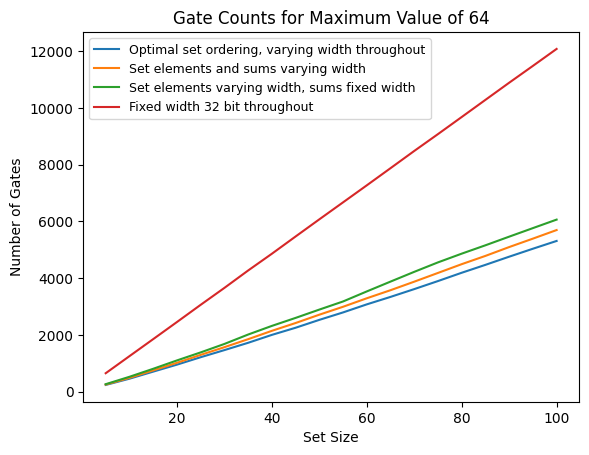 Gate Counts for Maximum Value of 64
Optimal set ordering, varying width throughout
Set elements and sums varying width
Set elements varying width, sums fixed width
Fixed width 32 bit throughout
Number of Gates
12000
10000
8000
6000
4000
2000
0
20 40 60 80 100
Set Size